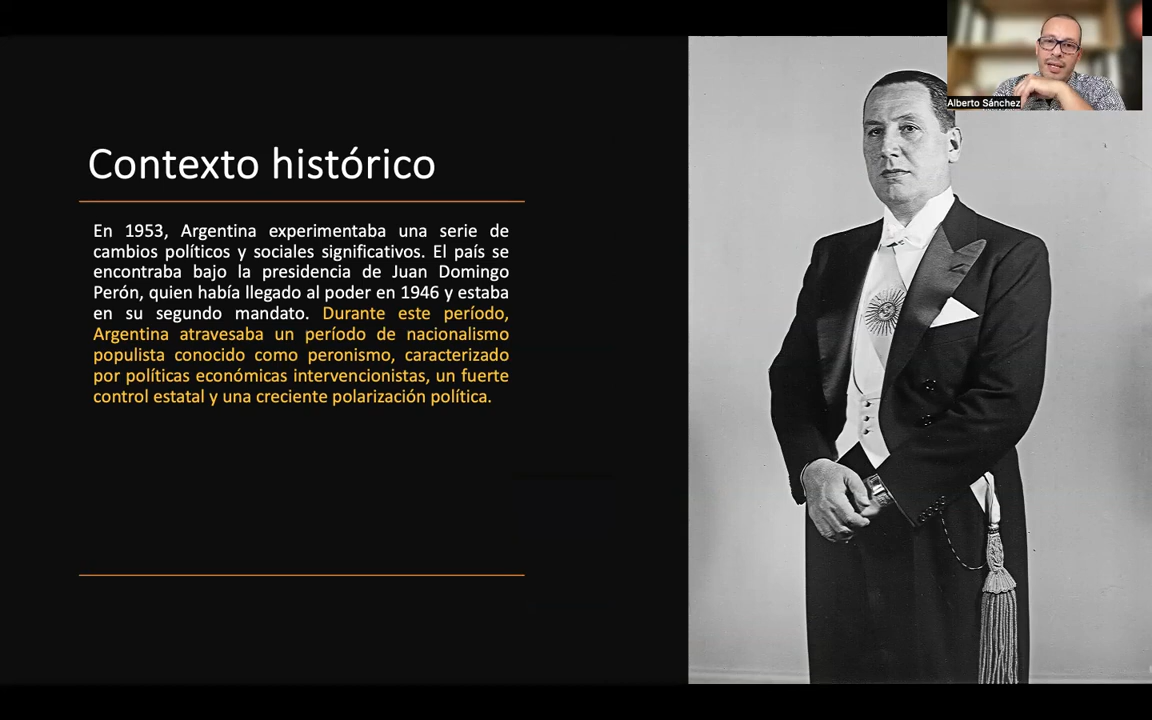 Alberto Sánchez
Contexto histórico
En 1953, Argentina experimentaba una serie de
cambios políticos y sociales significativos. El país se
encontraba bajo la presidencia de Juan Domingo
Perón, quien había llegado al poder en 1946 y estaba
en su segundo mandato. Durante este período,
Argentina atravesaba un período de nacionalismo
populista conocido como peronismo, caracterizado
por políticas económicas intervencionistas, un fuerte
control estatal y una creciente polarización política.